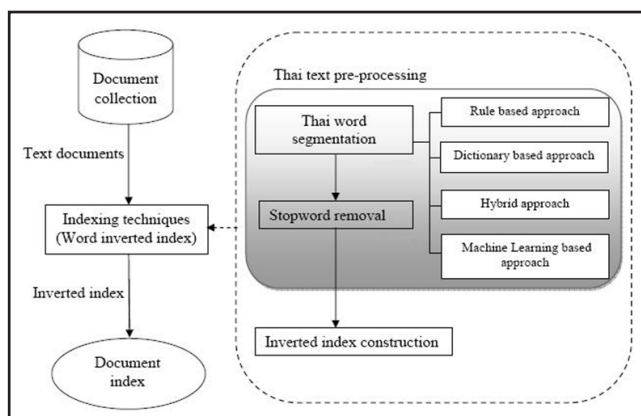 Document
collection
Text documents
Indexing techniques
(Word inverted index)
Inverted index
Document
index
Thai text pre-processing
Thai word
segmentation
Stopword removal
Rule based approach
Dictionary based approach
Hybrid approach
Machine Learning based
approach
Inverted index construction